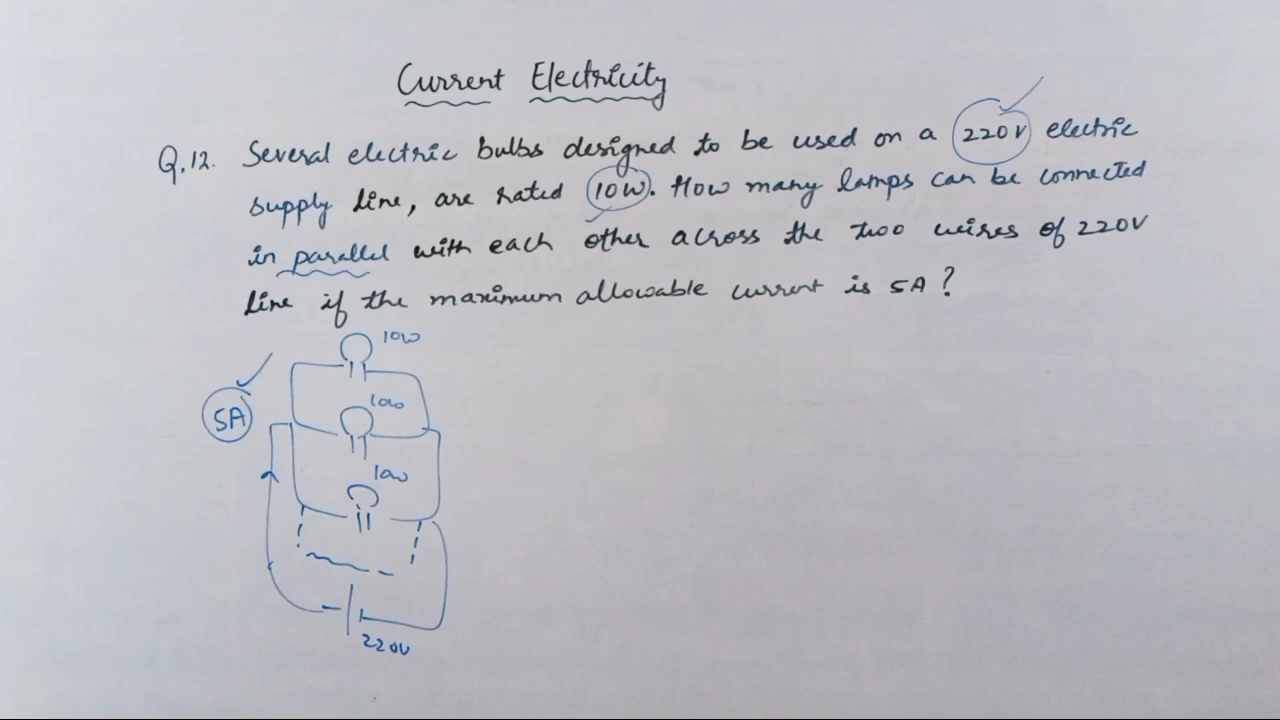 Current Electricity
Q.12. Several electric bulbs designed to be used on a 220V electric
supply line, are rated 10W. How many lamps can be connected
in parallel with each other across the two wires of 220V
line if the maximum allowable current is 5A?
10W
10W
5A
10W
220V